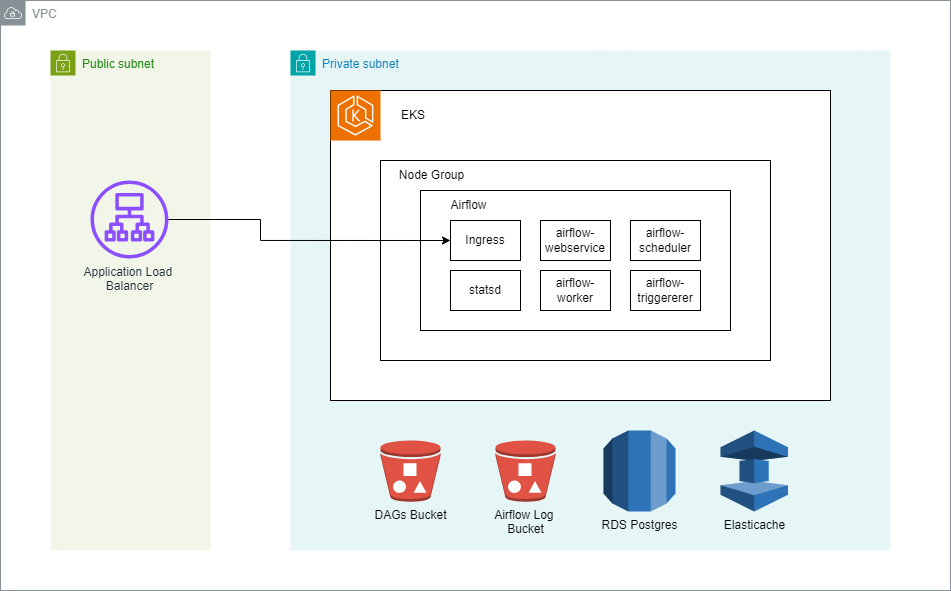 VPC
Public subnet
Private subnet
EKS
Node Group
Airflow
Ingress
airflow-
webservice
airflow-
scheduler
statsd
airflow-
worker
airflow-
triggererer
Application Load
Balancer
DAGs Bucket
Airflow Log
Bucket
RDS Postgres
Elasticache